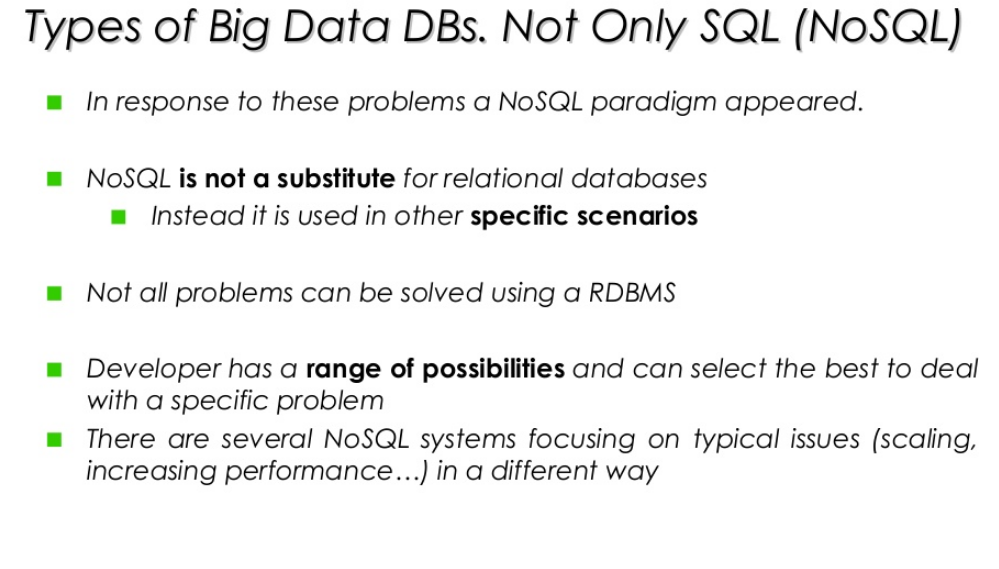 Types of Big Data DBs. Not Only SQL (NoSQL)
In response to these problems a NoSQL paradigm appeared.
NoSQL is not a substitute for relational databases
Instead it is used in other specific scenarios
Not all problems can be solved using a RDBMS
Developer has a range of possibilities and can select the best to deal
with a specific problem
There are several NoSQL systems focusing on typical issues (scaling,
increasing performance…) in a different way